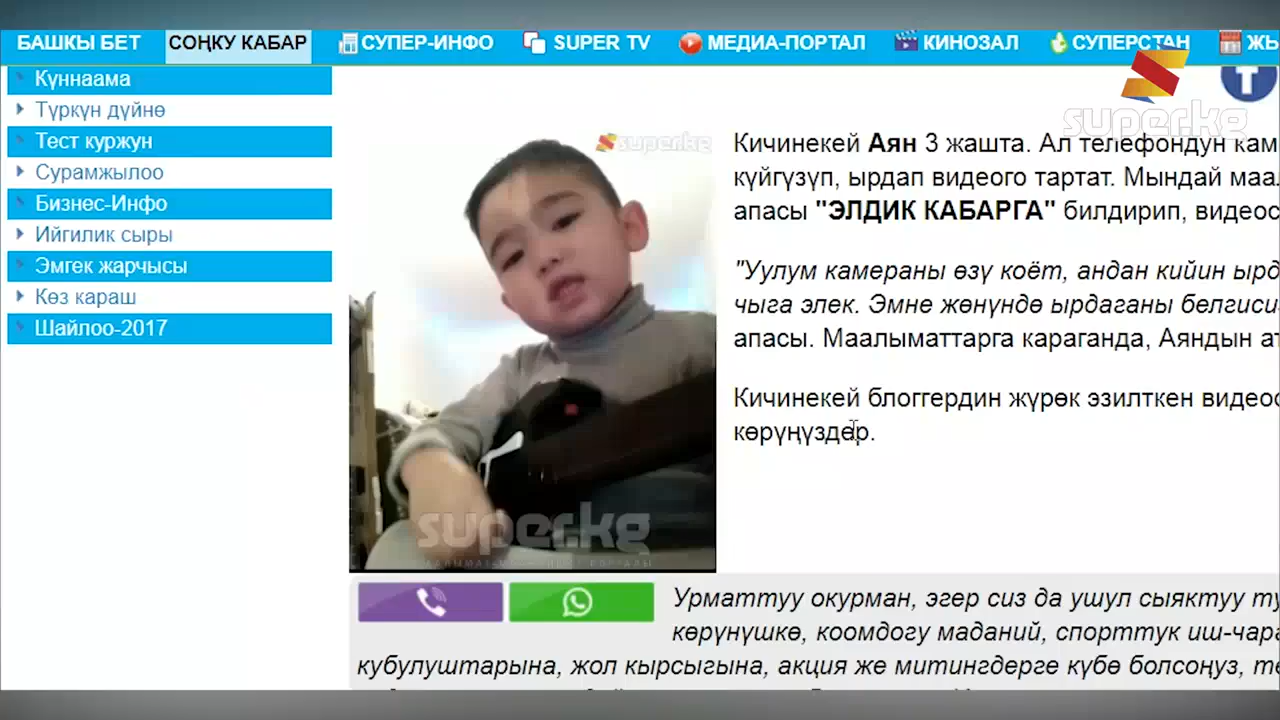 БАШКЫ БЕТ СОҢКУ КАБАР СУПЕР-ИНФО SUPER TV МЕДИА-ПОРТАЛ КИНОЗАЛ СУПЕРСТАН ЖЫ
Күннаама
Түркүн дүйнө
Тест куржун
Сурамжылоо
Бизнес-Инфо
Ийгилик сыры
Эмгек жарчысы
Көз караш
Шайлоо-2017
super.kg
super.kg
super.kg
Кичинекей Аян 3 жашта. Ал телефондун кам
күйгүзүп, ырдап видеого тартат. Мындай маал
апасы "ЭЛДИК КАБАРГА" билдирип, видеос
"Уулум камераны өзү коёт, андан кийин ырд
чыга элек. Эмне жөнүндө ырдаганы белгиси
апасы. Маалыматтарга караганда, Аяндын ат
Кичинекей блоггердин жүрөк эзилткен видеос
көрүңүздөр.
Урматтуу окурман, эгер сиз да ушул сыяктуу ту
көрүнүшкө, коомдогу маданий, спорттук иш-чара
кубулуштарына, жол кырсыгына, акция же митингдерге күбө болсоңуз, те